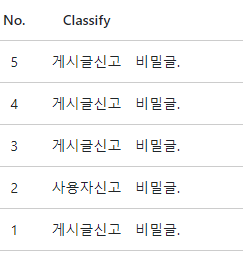 No. Classify
5 게시글신고 비밀글.
4 게시글신고 비밀글.
3 게시글신고 비밀글.
2 사용자신고 비밀글.
1 게시글신고 비밀글.